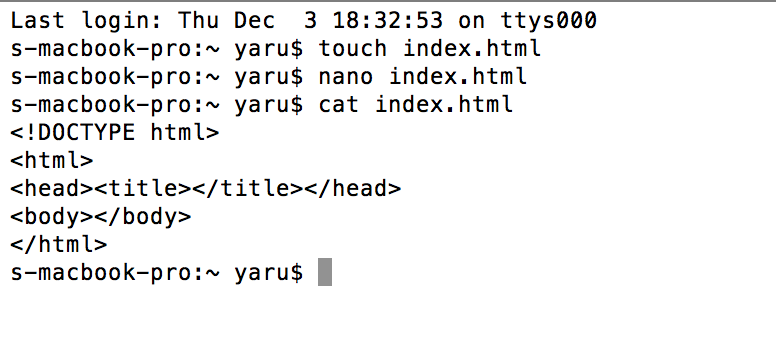 Last login: Thu Dec  3 18:32:53 on ttys000
s-macbook-pro:~ yaru$ touch index.html
s-macbook-pro:~ yaru$ nano index.html
s-macbook-pro:~ yaru$ cat index.html
<!DOCTYPE html>
<html>
<head><title></title></head>
<body></body>
</html>
s-macbook-pro:~ yaru$